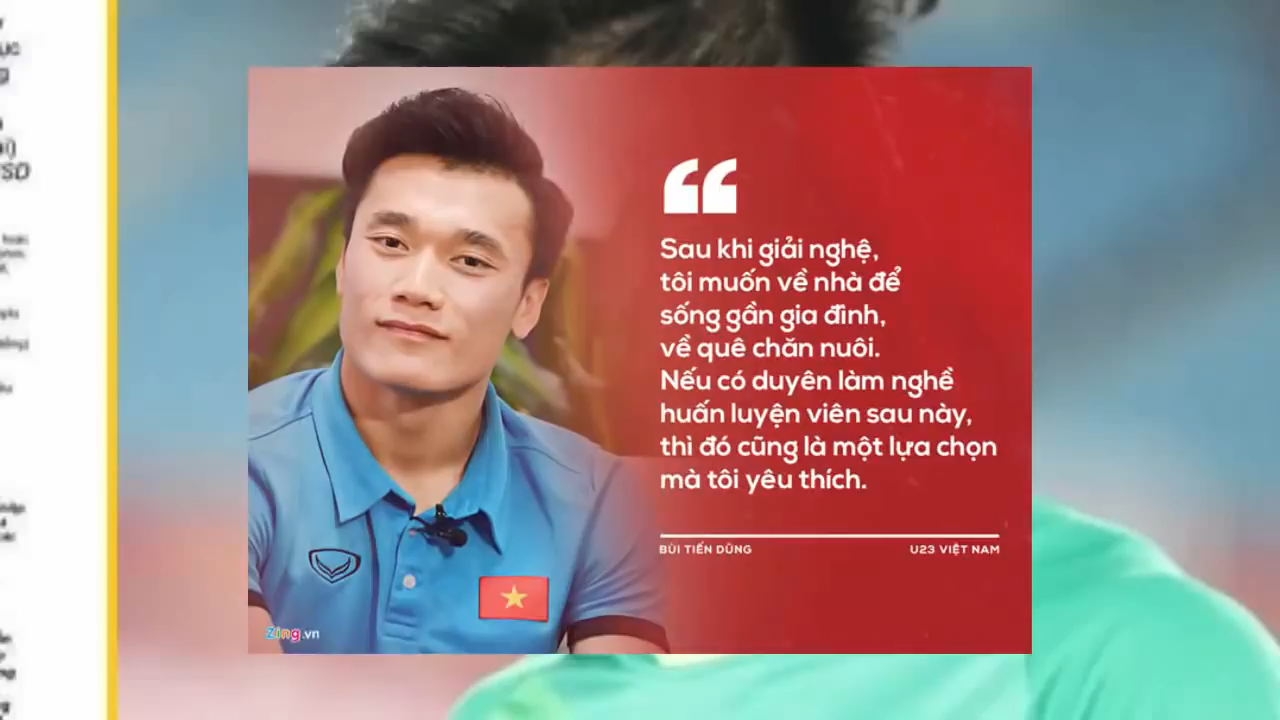 Sau khi giải nghệ,
tôi muốn về nhà để
sống gần gia đình,
về quê chăn nuôi.
Nếu có duyên làm nghề
huấn luyện viên sau này,
thì đó cũng là một lựa chọn
mà tôi yêu thích.
BÙI TIẾN DŨNG
U23 VIỆT NAM
Zing.vn